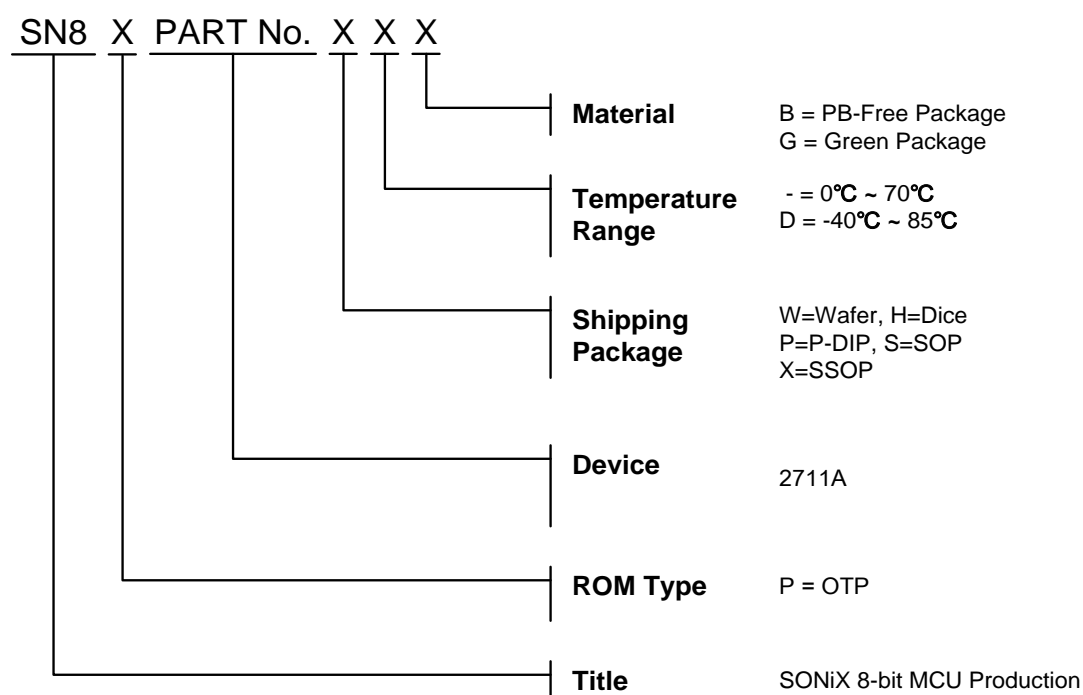 SN8 X PART No. X X X
Material
B = PB-Free Package
G = Green Package
Temperature
Range
- = 0℃ ~ 70℃
D = -40℃ ~ 85℃
Shipping
Package
W=Wafer, H=Dice
P=P-DIP, S=SOP
X=SSOP
Device
2711A
ROM Type
P = OTP
Title
SONiX 8-bit MCU Production